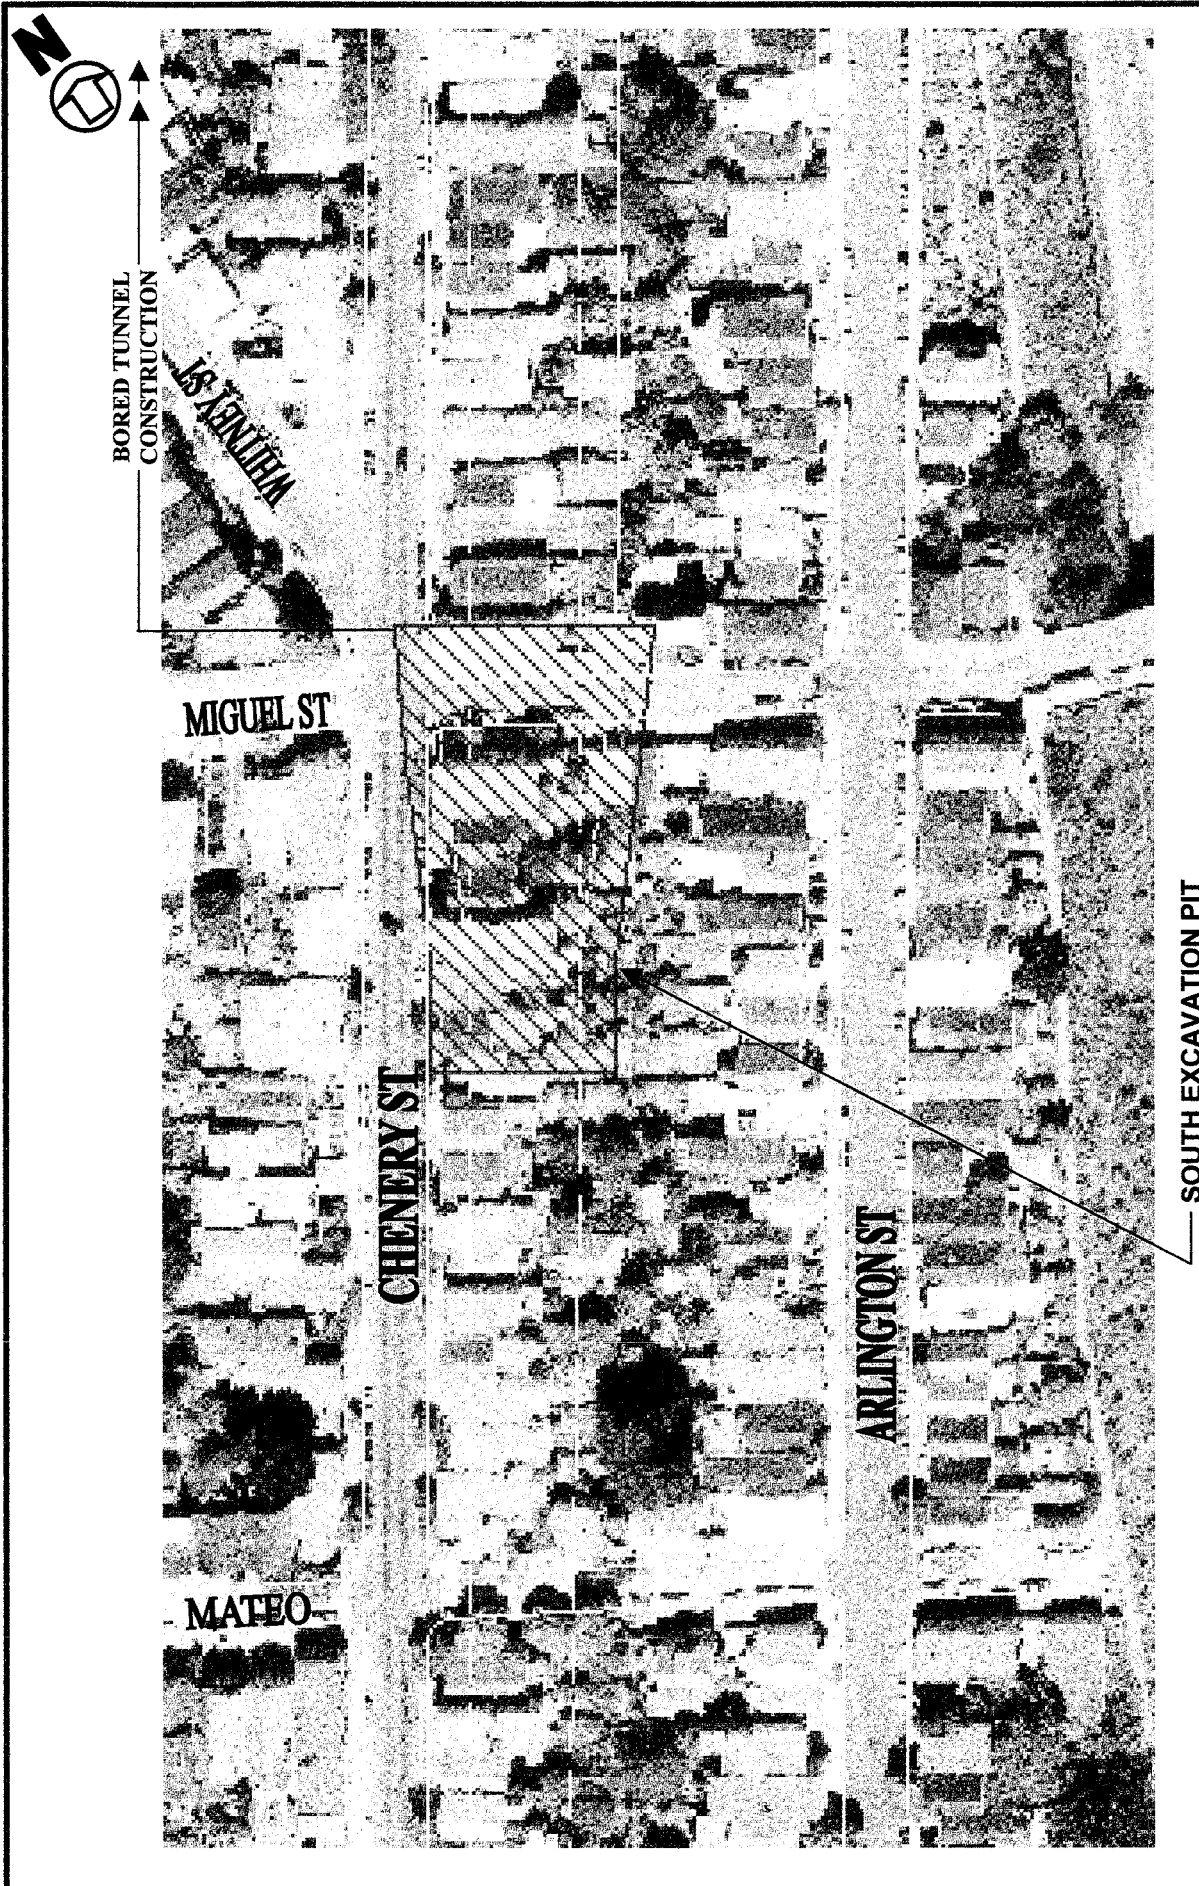 N
BORED TUNNEL
CONSTRUCTION
WHITNEY ST
MIGUEL ST
CHENERY ST
ARLINGTON ST
MATEO
SOUTH EXCAVATION PIT